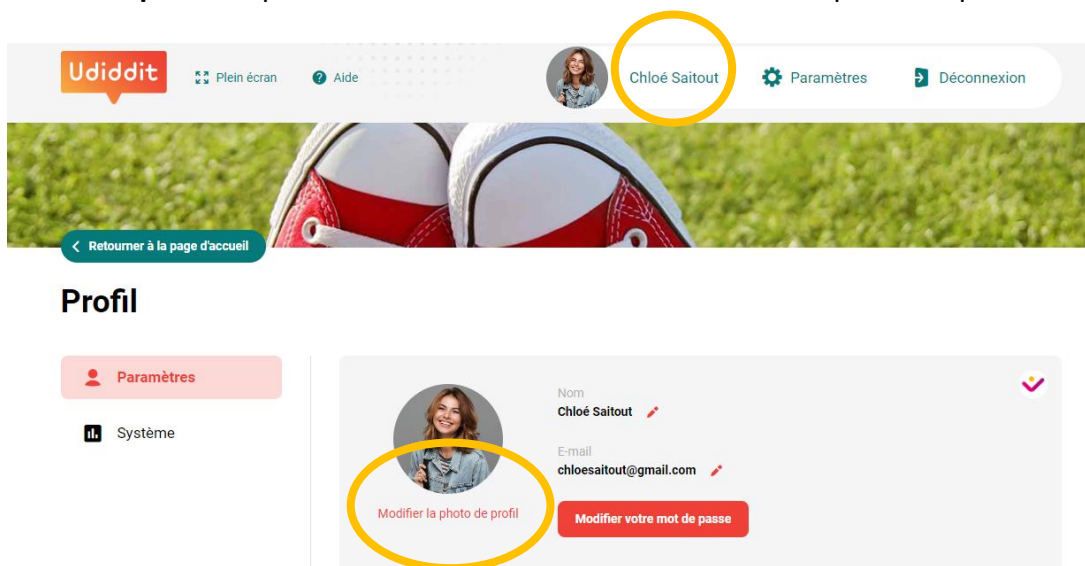 Udiddit
Plein écran
Aide
Chloé Saitout
Paramètres
Déconnexion
Retourner à la page d'accueil
Profil
Paramètres
Système
Nom
Chloé Saitout
E-mail
chloesaitout@gmail.com
Modifier la photo de profil
Modifier votre mot de passe